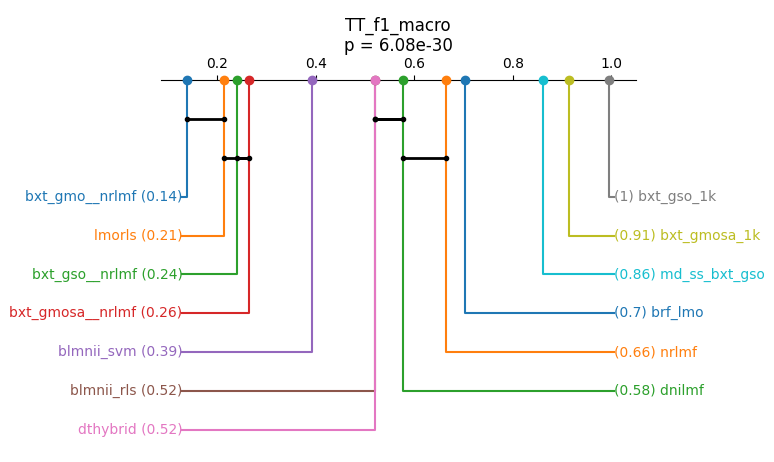 TT_f1_macro
p = 6.08e-30
0.2 0.4 0.6 0.8 1.0
bxt_gmo__nrlmf (0.14) (1) bxt_gso_1k
lmorls (0.21) (0.91) bxt_gmosa_1k
bxt_gso__nrlmf (0.24) (0.86) md_ss_bxt_gso
bxt_gmosa__nrlmf (0.26) (0.7) brf_lmo
blmnii_svm (0.39) (0.66) nrlmf
blmnii_rls (0.52) (0.58) dnilmf
dthybrid (0.52)